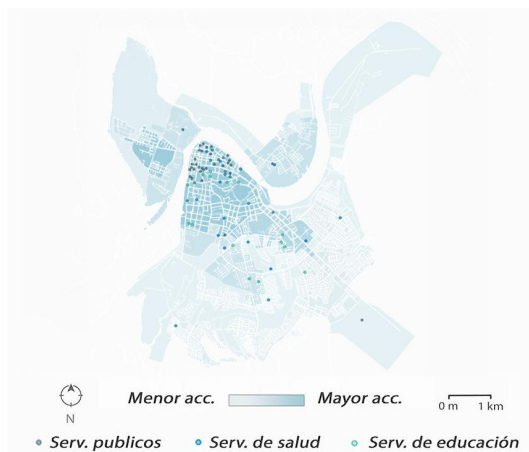 Menor acc.
Mayor acc.
N
0 m 1 km
Serv. publicos
Serv. de salud
Serv. de educación